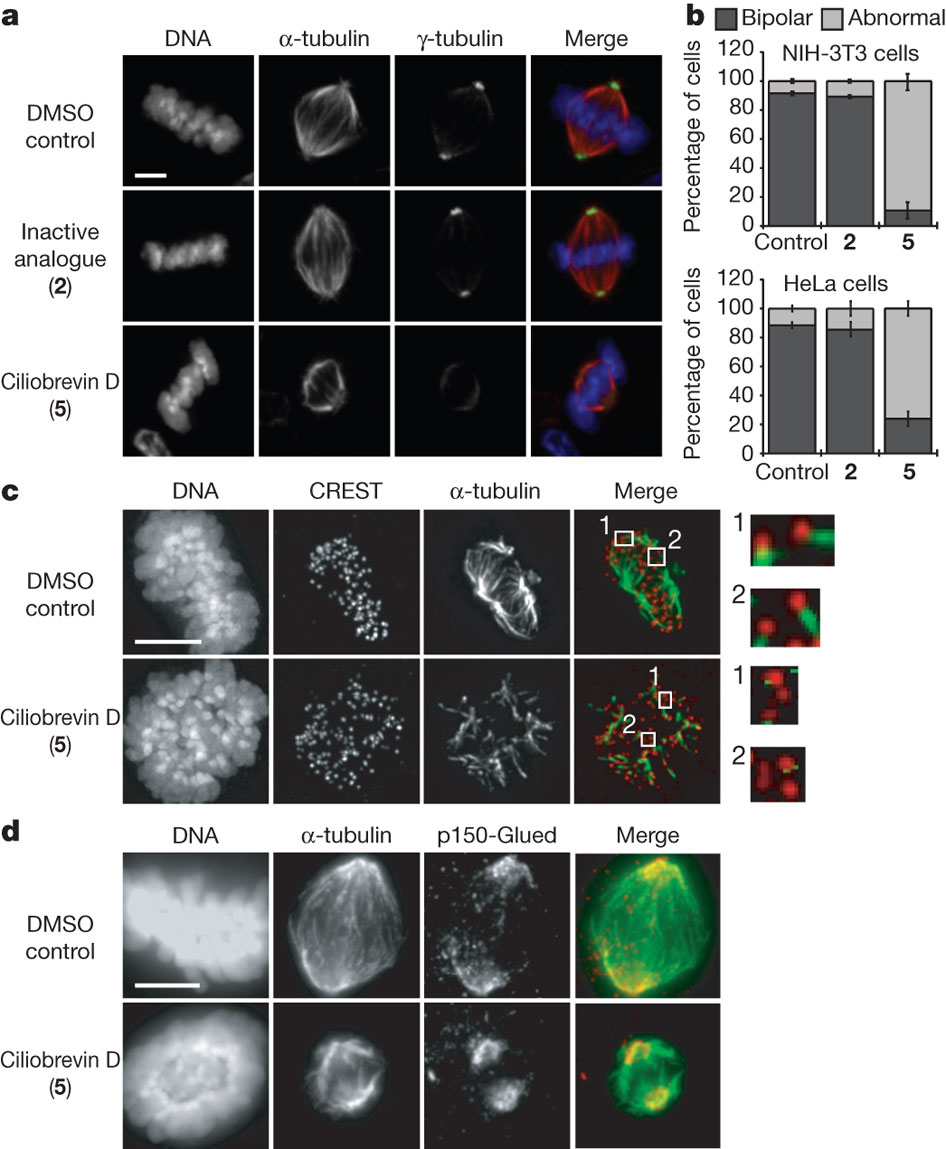 a
DNA α-tubulin γ-tubulin Merge
DMSO
control
Inactive
analogue
(2)
Ciliobrevin D
(5)
b
Bipolar Abnormal
NIH-3T3 cells
Percentage of cells
120
100
80
60
40
20
0
Control 2 5
HeLa cells
Percentage of cells
120
100
80
60
40
20
0
Control 2 5
c
DNA CREST α-tubulin Merge
DMSO
control
1
2
1
2
Ciliobrevin D
(5)
1
2
1
2
d
DNA α-tubulin p150-Glued Merge
DMSO
control
Ciliobrevin D
(5)